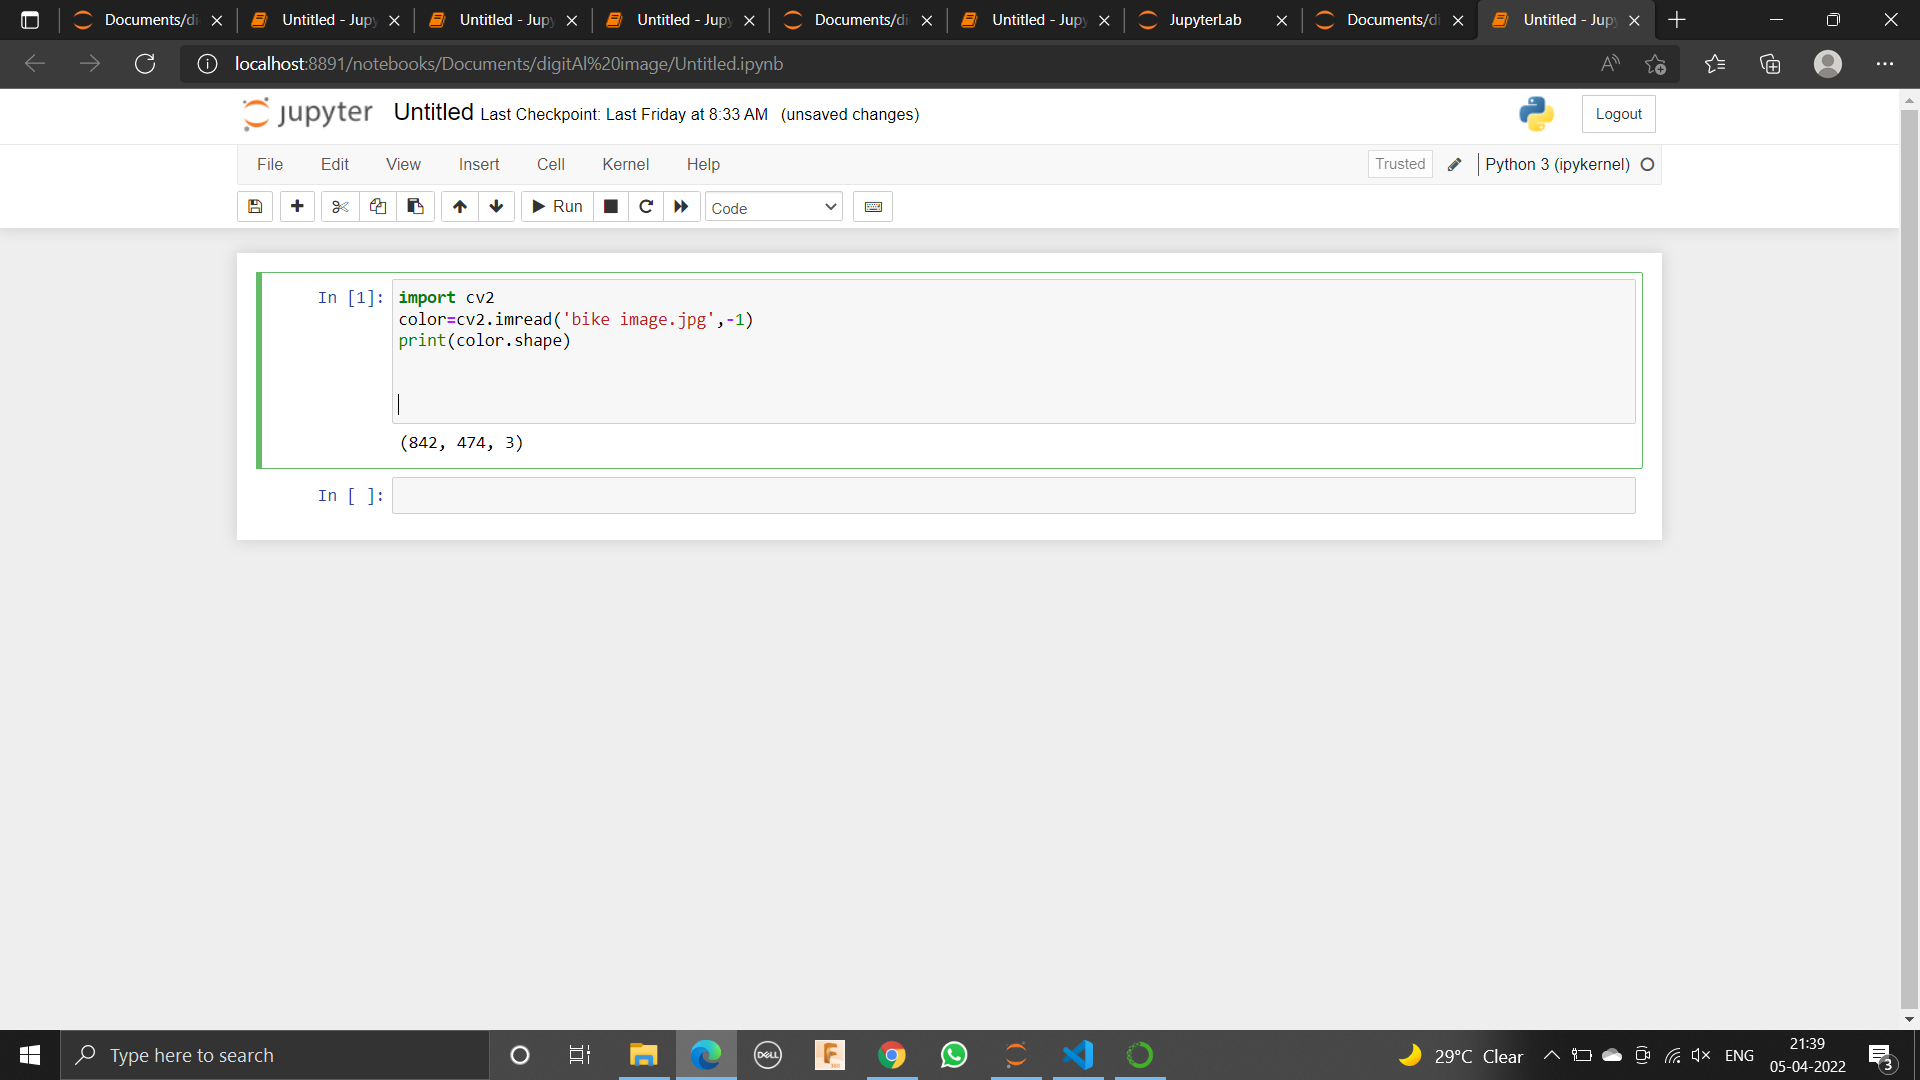 Documents/di
Untitled - Jupy
Untitled - Jupy
Untitled - Jupy
Documents/di
Untitled - Jupy
JupyterLab
Documents/di
Untitled - Jupy
localhost:8891/notebooks/Documents/digitAl%20image/Untitled.ipynb
jupyter Untitled Last Checkpoint: Last Friday at 8:33 AM (unsaved changes)
Logout
File Edit View Insert Cell Kernel Help
Trusted Python 3 (ipykernel)
Run Code
In [1]:
import cv2
color=cv2.imread('bike image.jpg',-1)
print(color.shape)
(842, 474, 3)
In [ ]:
Type here to search
DELL
F
29°C Clear
ENG
21:39
05-04-2022
3